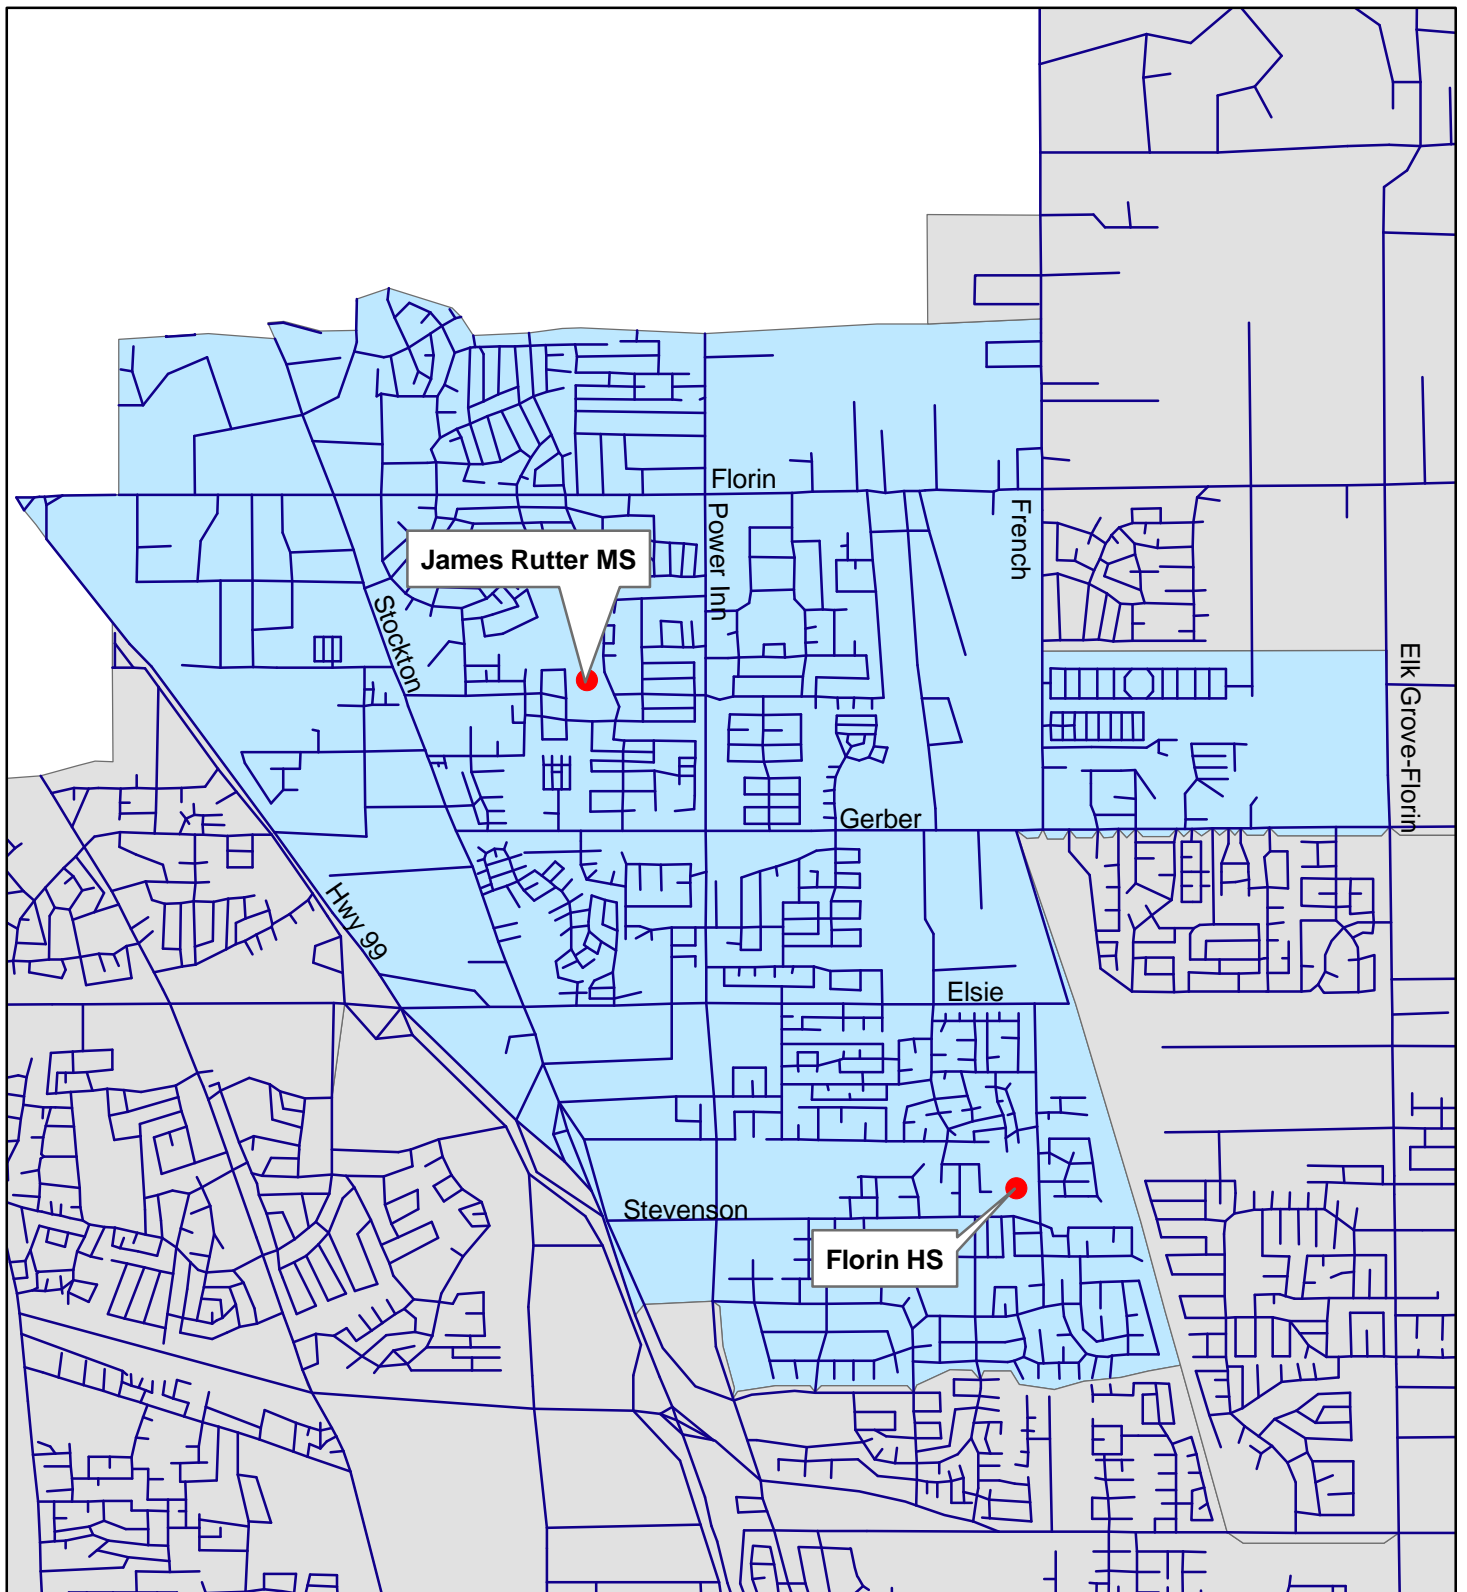 Florin
Power Inn
French
James Rutter MS
Stockton
Elk Grove-Florin
Gerber
Hwy 99
Elsie
Stevenson
Florin HS